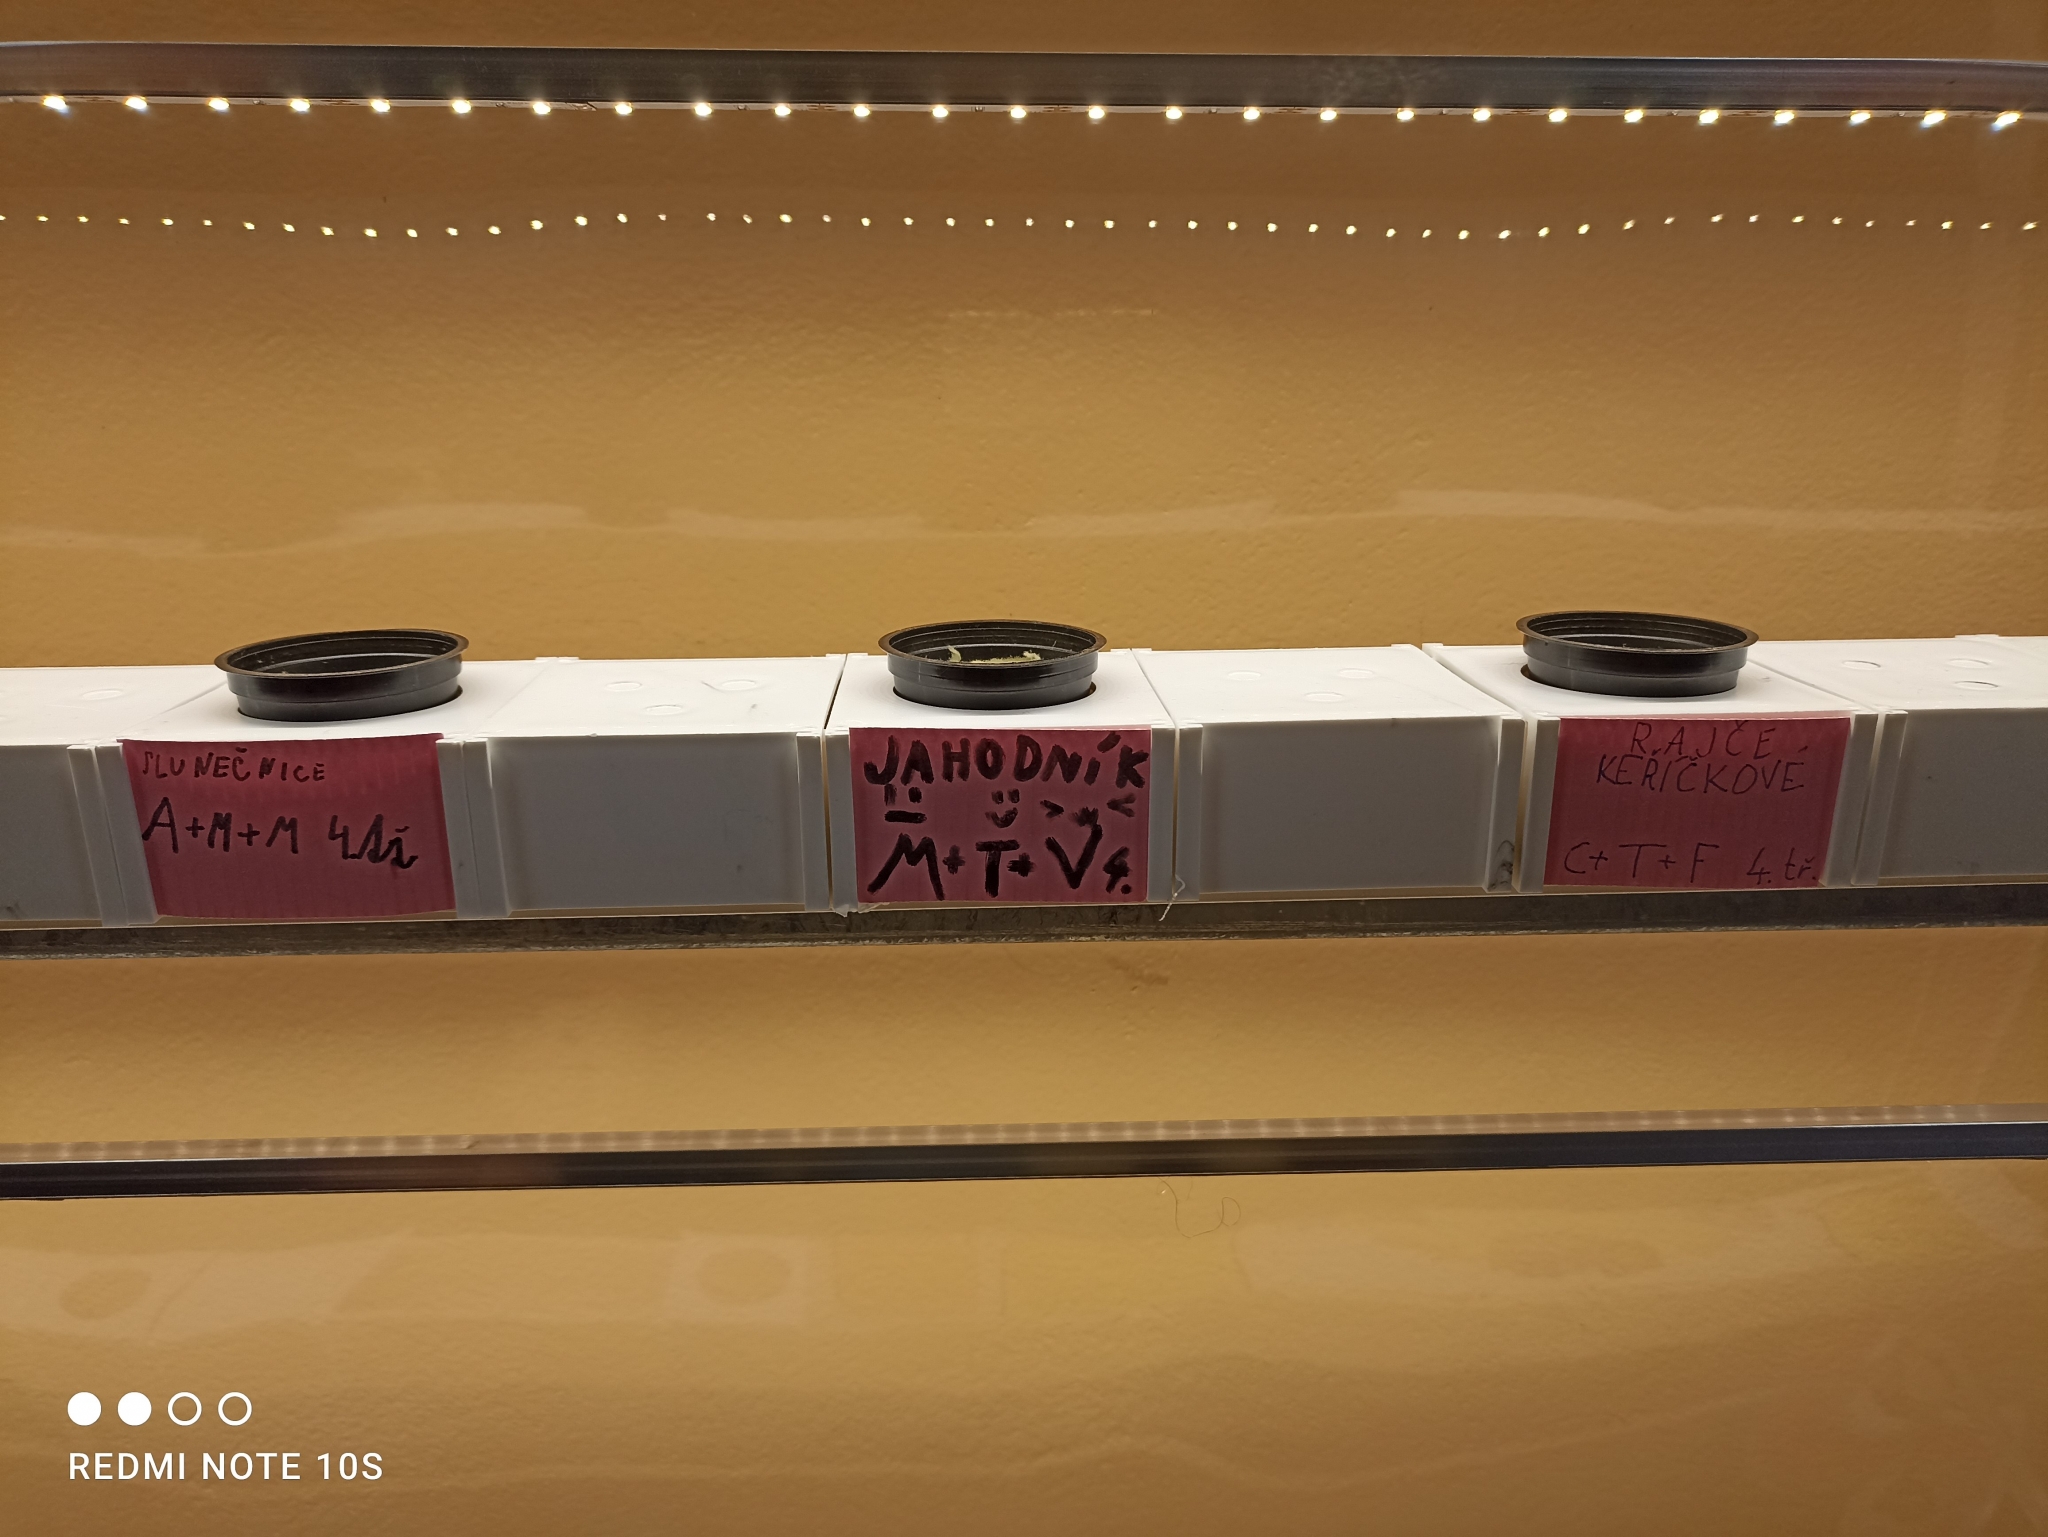 SLUNEČNICE
A+M+M 4.tř
JAHODNÍK
M+T+V 4.
RAJČE
KEŘÍČKOVÉ
C+T+F 4. tř.
REDMI NOTE 10S